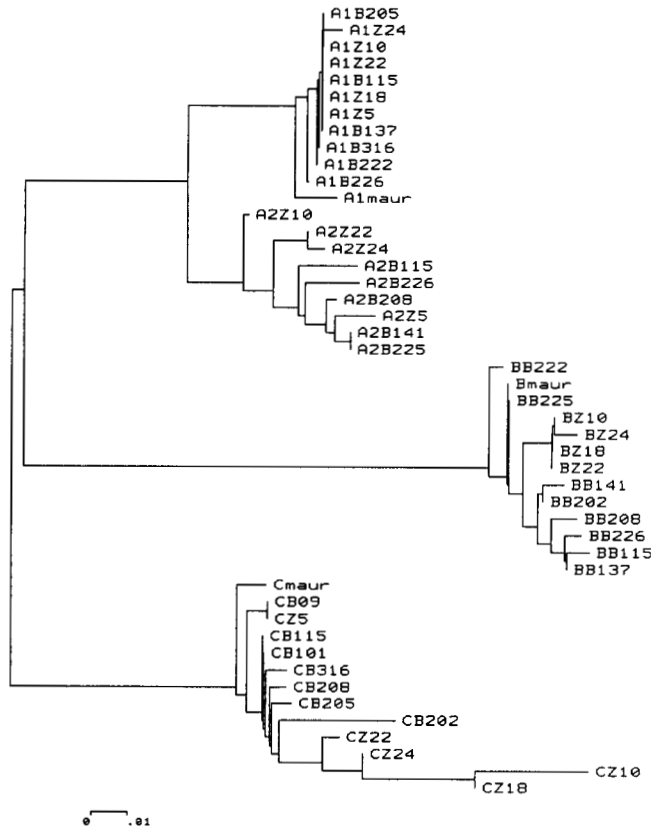 A1B205
A1Z24
A1Z10
A1Z22
A1B115
A1Z18
A1Z5
A1B137
A1B316
A1B222
A1B226
A1maur
A2Z10
A2Z22
A2Z24
A2B115
A2B226
A2B208
A2Z5
A2B141
A2B225
BB222
Bmaur
BB225
BZ10
BZ24
BZ18
BZ22
BB141
BB202
BB208
BB226
BB115
BB137
Cmaur
CB09
CZ5
CB115
CB101
CB316
CB208
CB205
CB202
CZ22
CZ24
CZ10
CZ18
0 .01